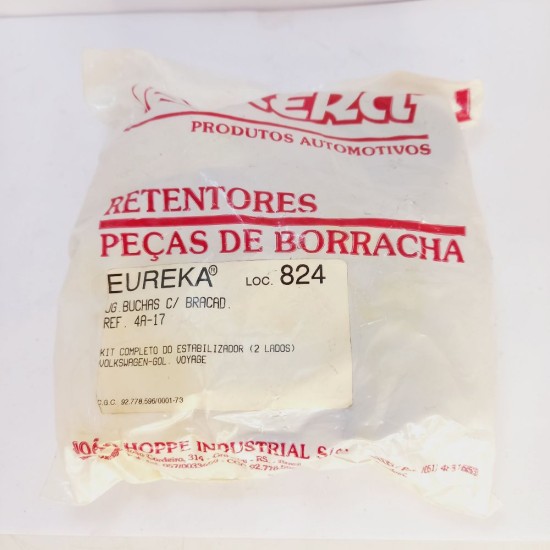 PRODUTOS AUTOMOTIVOS
RETENTORES
PEÇAS DE BORRACHA
EUREKA® LOC. 824
JG.BUCHAS C/ BRACAD.
REF. 4A-17
KIT COMPLETO DO ESTABILIZADOR (2 LADOS)
VOLKSWAGEN-GOL. VOYAGE
C.G.C. 92.778.596/0001-73
HOPPE INDUSTRIAL S/
314